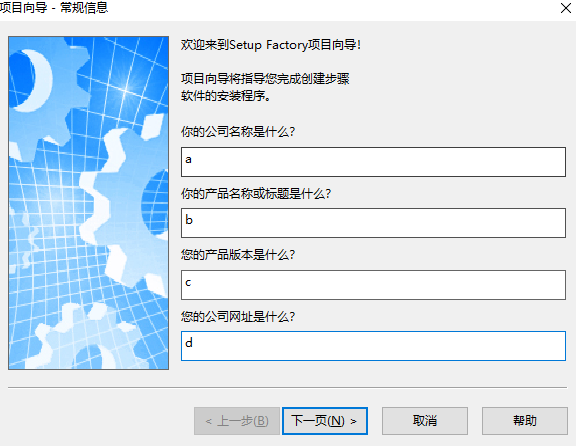 项目向导 - 常规信息
欢迎来到Setup Factory项目向导!
项目向导将指导您完成创建步骤
软件的安装程序。
你的公司名称是什么?
a
你的产品名称或标题是什么?
b
您的产品版本是什么?
c
您的公司网址是什么?
d
< 上一步(B) 下一页(N) > 取消 帮助